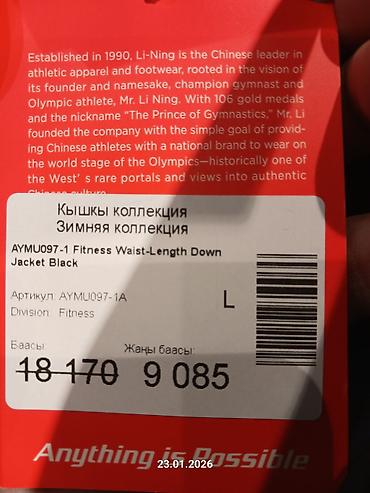 Established in 1990, Li-Ning is the Chinese leader in
athletic apparel and footwear, rooted in the vision of
its founder and namesake, champion gymnast and
Olympic athlete, Mr. Li Ning. With 106 gold medals
and the nickname "The Prince of Gymnastics," Mr. Li
founded the company with the simple goal of provid-
ing Chinese athletes with a national brand to wear on
the world stage of the Olympics—historically one of
the West' s rare portals and views into authentic
Chinese culture.
Кышкы коллекция
Зимняя коллекция
AYMU097-1 Fitness Waist-Length Down
Jacket Black
Артикул: AYMU097-1A
L
Division: Fitness
Баасы: Жаңы баасы:
18 170 9 085
Anything is Possible
23.01.2026